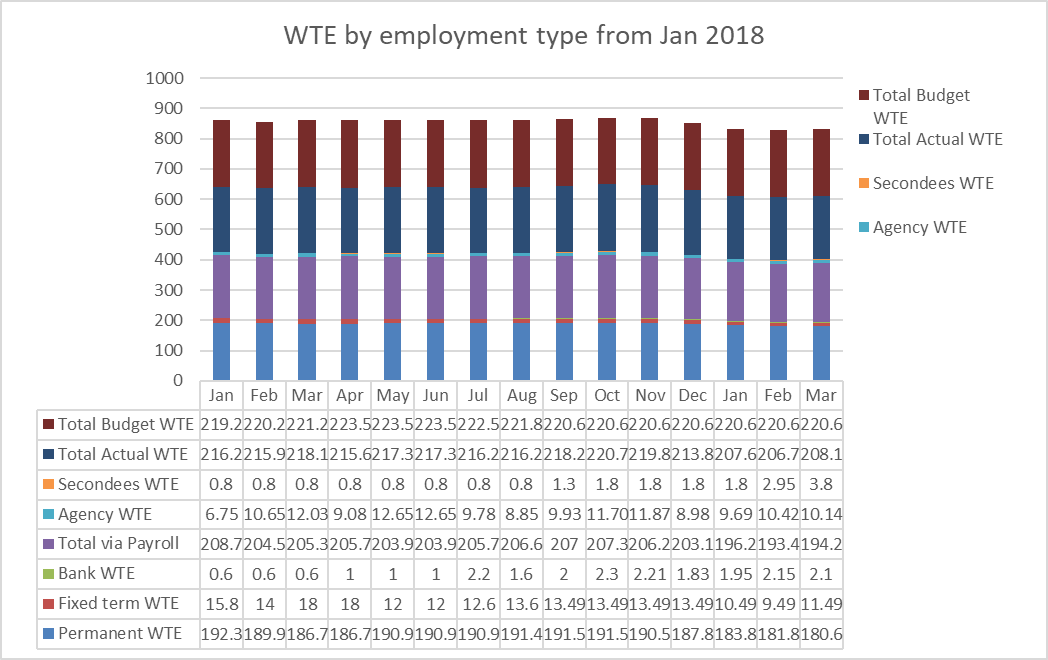 WTE by employment type from Jan 2018
1000
900
800
700
600
500
400
300
200
100
0
Total Budget
WTE
Total Actual WTE
Secondees WTE
Agency WTE
Jan Feb Mar Apr May Jun Jul Aug Sep Oct Nov Dec Jan Feb Mar
Total Budget WTE 219.2 220.2 221.2 223.5 223.5 223.5 222.5 221.8 220.6 220.6 220.6 220.6 220.6 220.6 220.6
Total Actual WTE 216.2 215.9 218.1 215.6 217.3 217.3 216.2 216.2 218.2 220.7 219.8 213.8 207.6 206.7 208.1
Secondees WTE 0.8 0.8 0.8 0.8 0.8 0.8 0.8 0.8 1.3 1.8 1.8 1.8 1.8 2.95 3.8
Agency WTE 6.75 10.65 12.03 9.08 12.65 12.65 9.78 8.85 9.93 11.70 11.87 8.98 9.69 10.42 10.14
Total via Payroll 208.7 204.5 205.3 205.7 203.9 203.9 205.7 206.6 207 207.3 206.2 203.1 196.2 193.4 194.2
Bank WTE 0.6 0.6 0.6 1 1 1 2.2 1.6 2 2.3 2.21 1.83 1.95 2.15 2.1
Fixed term WTE 15.8 14 18 18 12 12 12.6 13.6 13.49 13.49 13.49 13.49 10.49 9.49 11.49
Permanent WTE 192.3 189.9 186.7 186.7 190.9 190.9 190.9 191.4 191.5 191.5 190.5 187.8 183.8 181.8 180.6